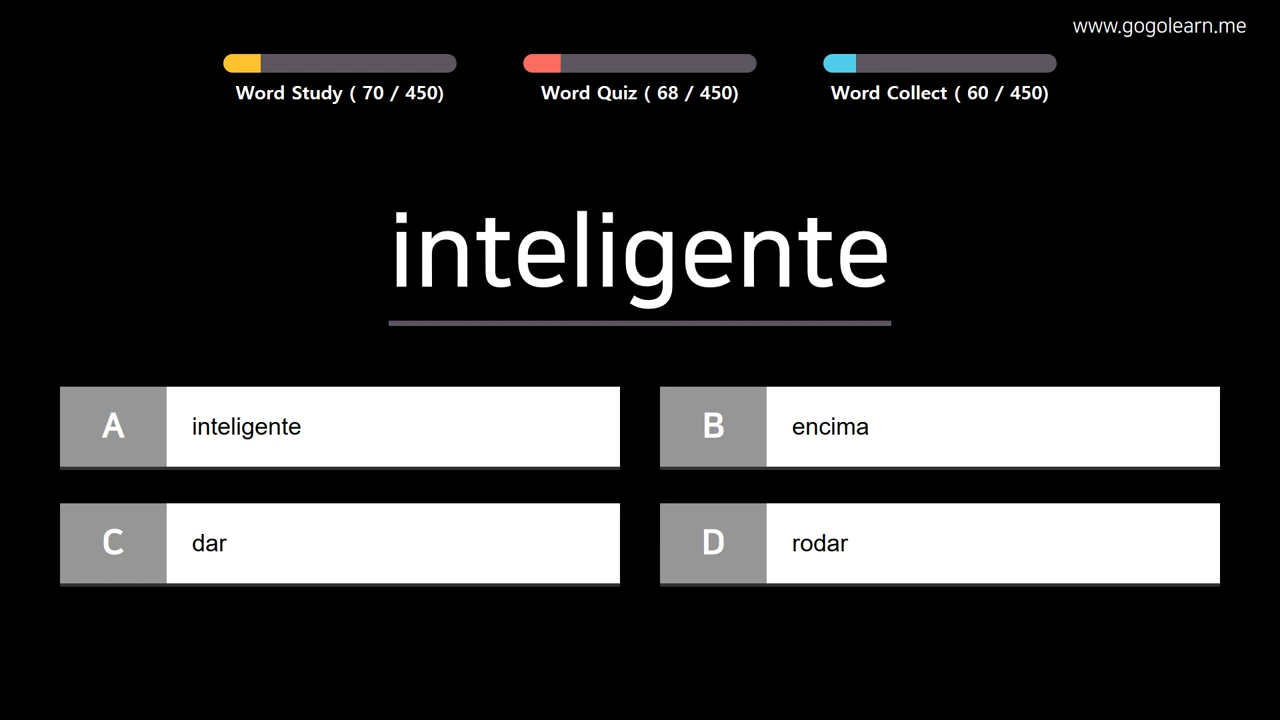 www.gogolearn.me
Word Study ( 70 / 450)
Word Quiz ( 68 / 450)
Word Collect ( 60 / 450)
inteligente
A inteligente
B encima
C dar
D rodar